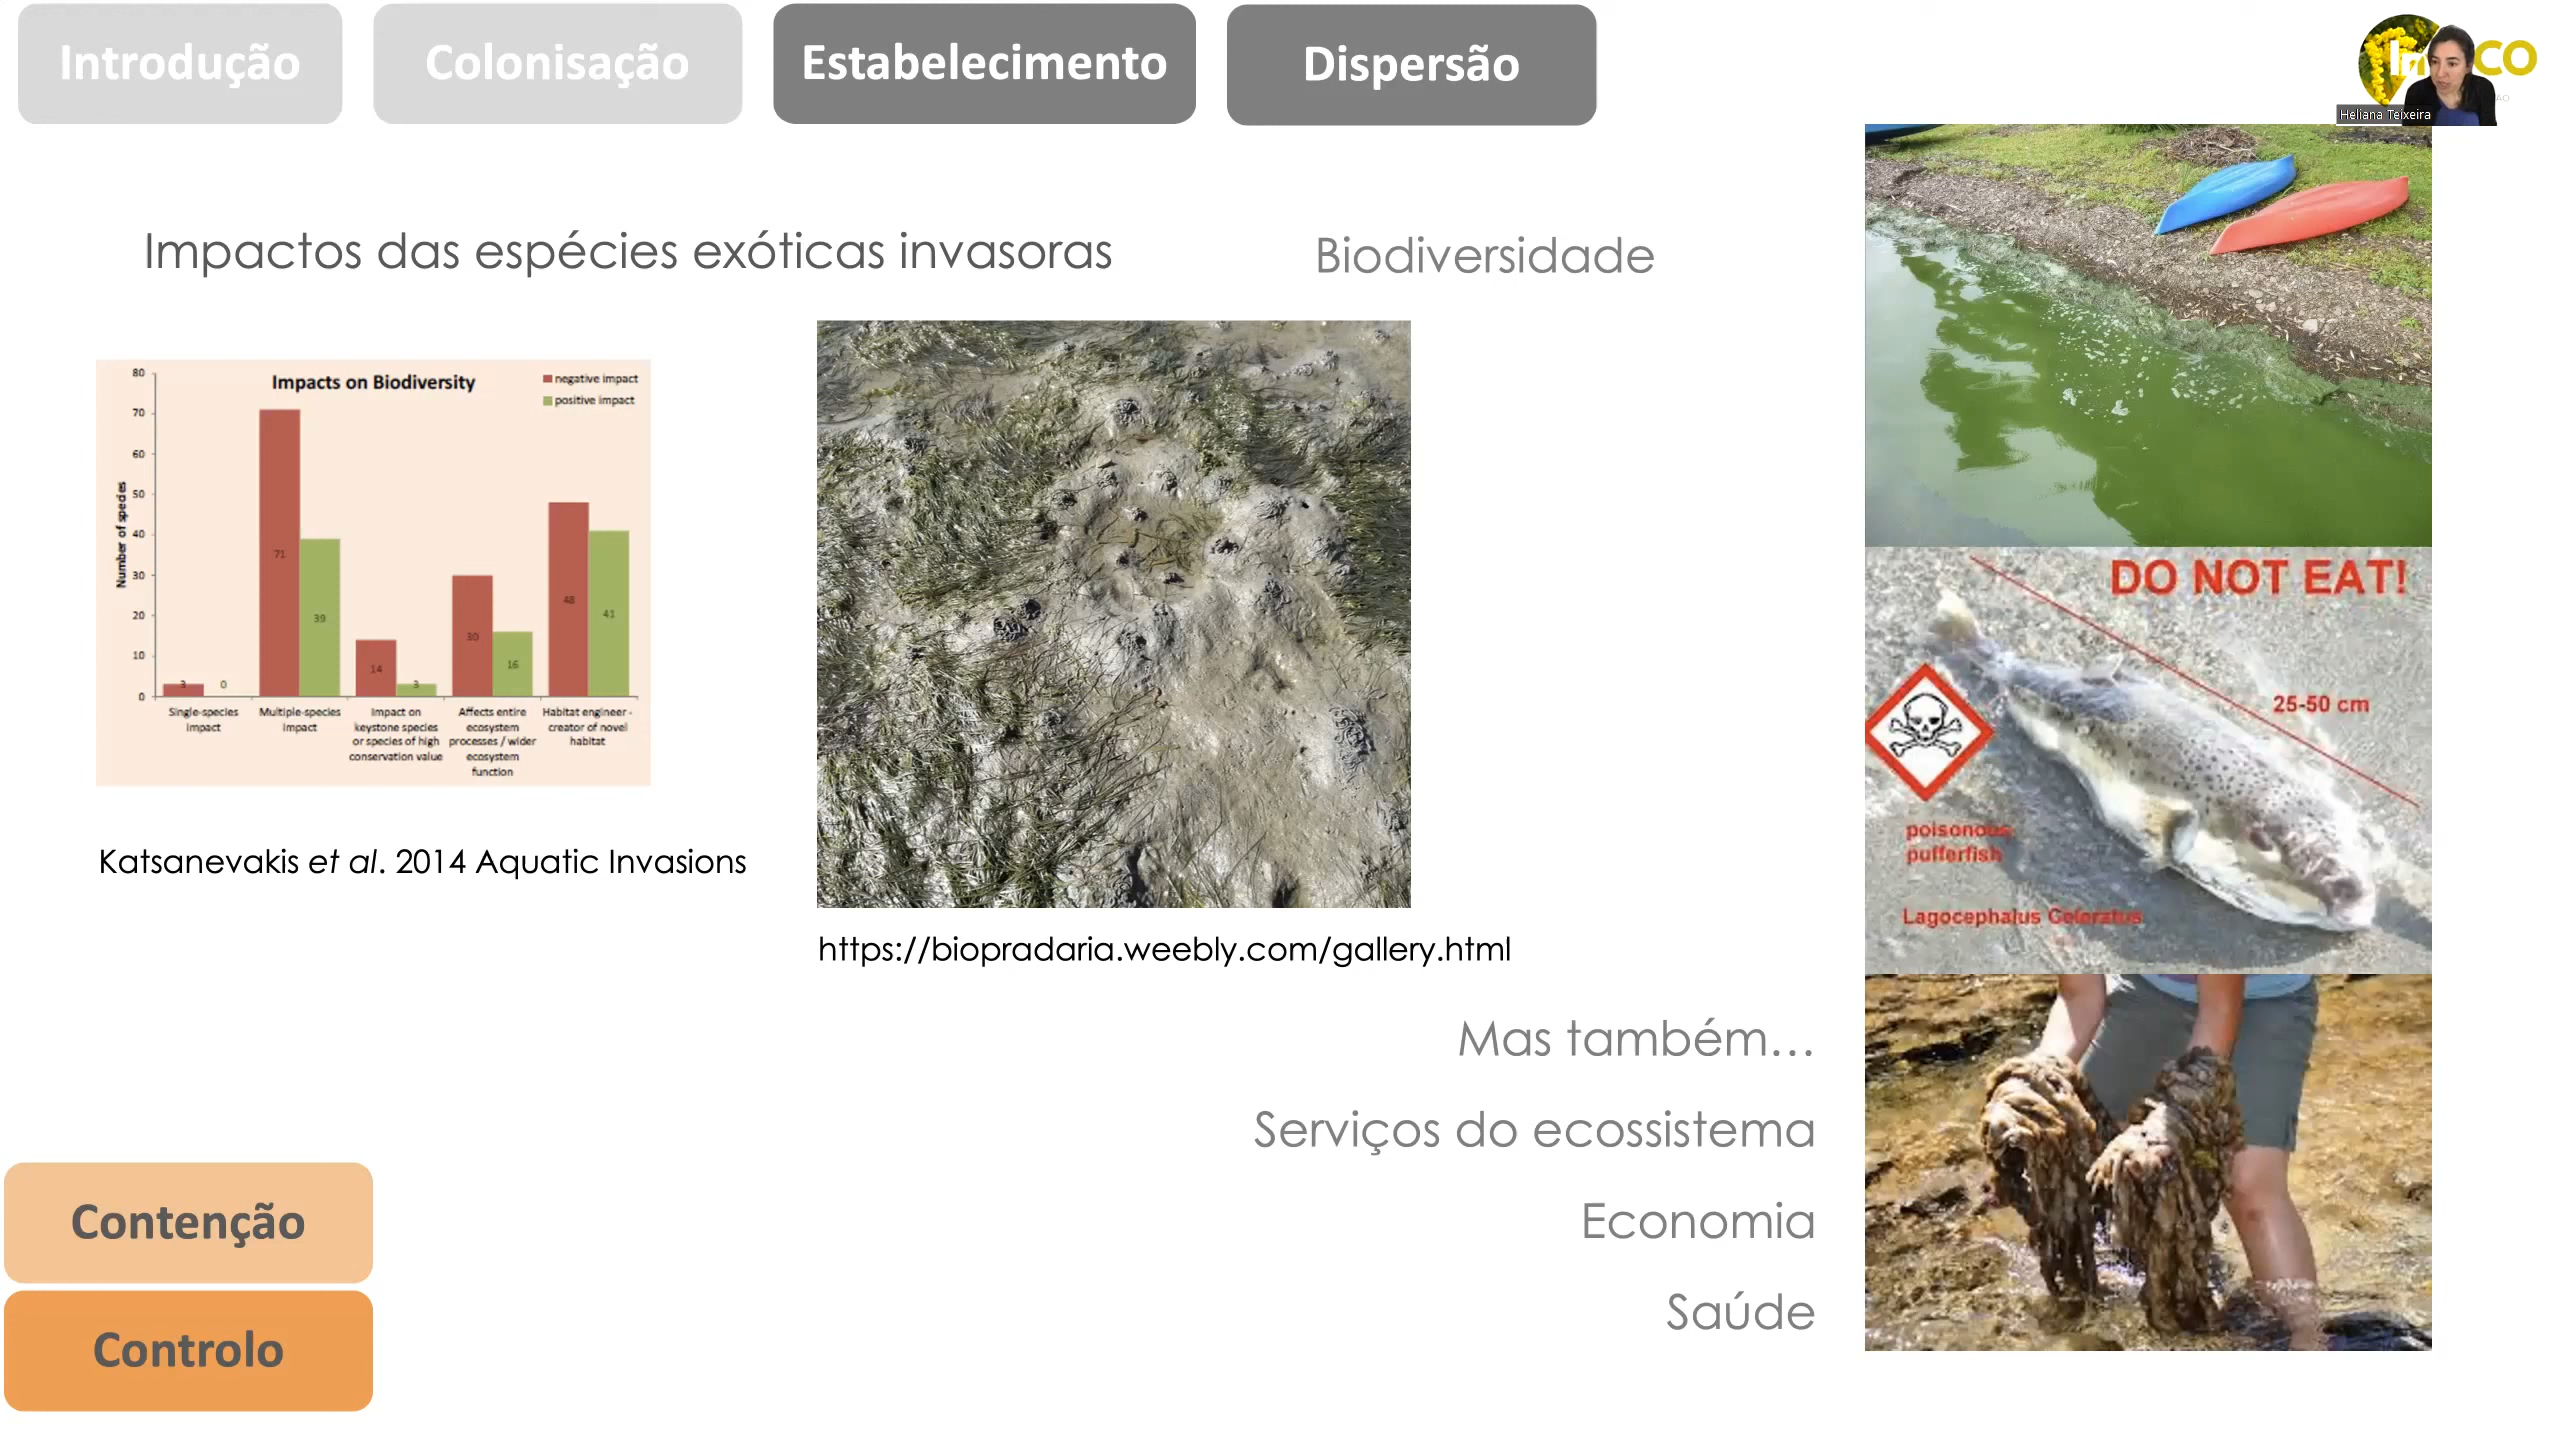 Introdução
Colonisação
Estabelecimento
Dispersão
CO
Heliana Teixeira
Impactos das espécies exóticas invasoras
Biodiversidade
Impacts on Biodiversity
negative impact
positive impact
Number of species
80
70
60
50
40
30
20
10
0
3
0
71
39
14
3
30
16
48
41
Single-species impact
Multiple-species impact
Impact on keystone species or species of high conservation value
Affects entire ecosystem processes / wider ecosystem function
Habitat engineer - creator of novel habitat
Katsanevakis et al. 2014 Aquatic Invasions
https://biopradaria.weebly.com/gallery.html
DO NOT EAT!
25-50 cm
poisonous
pufferfish
Lagocephalus Celeratus
Mas também...
Serviços do ecossistema
Economia
Saúde
Contenção
Controlo